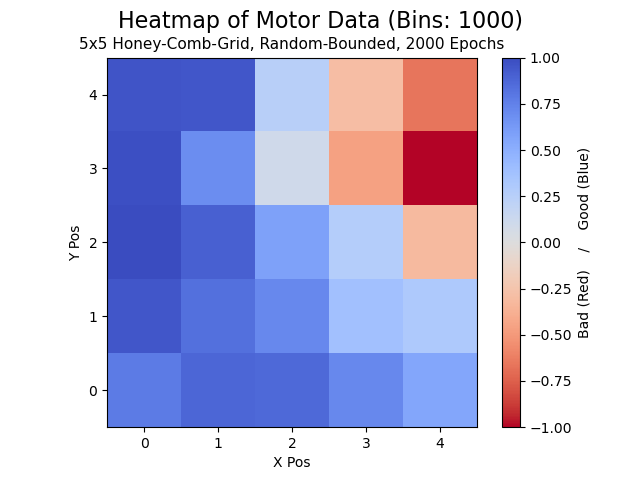 Heatmap of Motor Data (Bins: 1000)
5x5 Honey-Comb-Grid, Random-Bounded, 2000 Epochs
4
3
2
1
0
Y Pos
0 1 2 3 4
X Pos
1.00
0.75
0.50
0.25
0.00
−0.25
−0.50
−0.75
−1.00
Bad (Red) / Good (Blue)